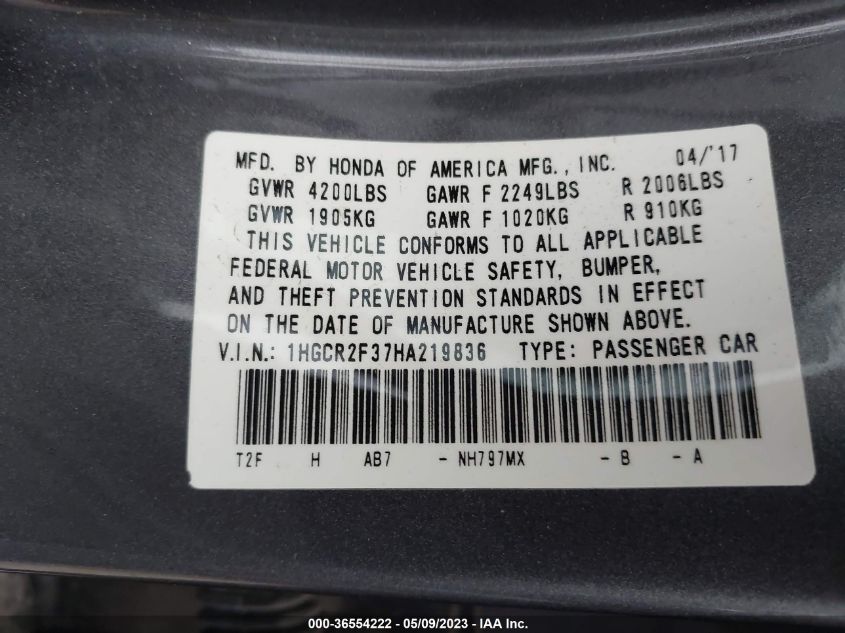 MFD. BY HONDA OF AMERICA MFG., INC. 04/'17
GVWR 4200LBS GAWR F 2249LBS R 2006LBS
GVWR 1905KG GAWR F 1020KG R 910KG
THIS VEHICLE CONFORMS TO ALL APPLICABLE
FEDERAL MOTOR VEHICLE SAFETY, BUMPER,
AND THEFT PREVENTION STANDARDS IN EFFECT
ON THE DATE OF MANUFACTURE SHOWN ABOVE.
V.I.N.: 1HGCR2F37HA219836 TYPE: PASSENGER CAR
T2F H AB7 - NH797MX - B - A
000-36554222 - 05/09/2023 - IAA Inc.